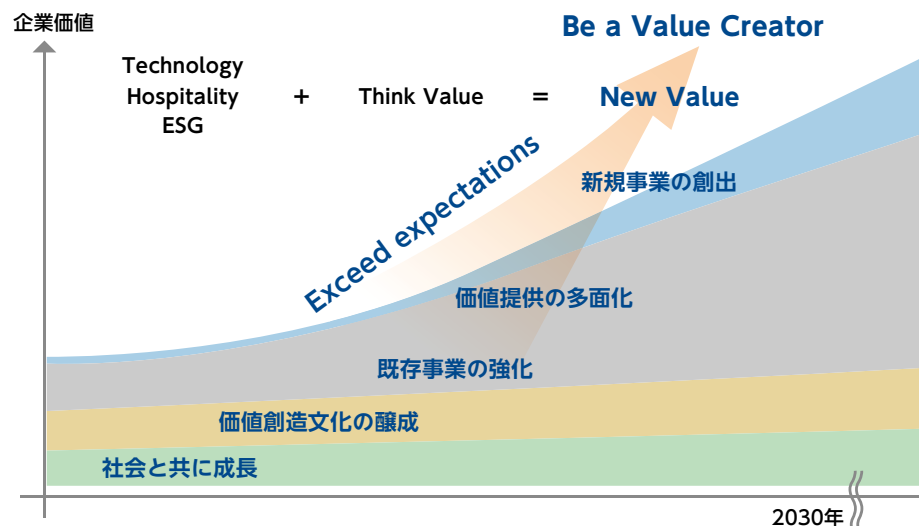 企業価値
Be a Value Creator
Technology
Hospitality
ESG
+
Think Value
=
New Value
Exceed expectations
新規事業の創出
価値提供の多面化
既存事業の強化
価値創造文化の醸成
社会と共に成長
2030年